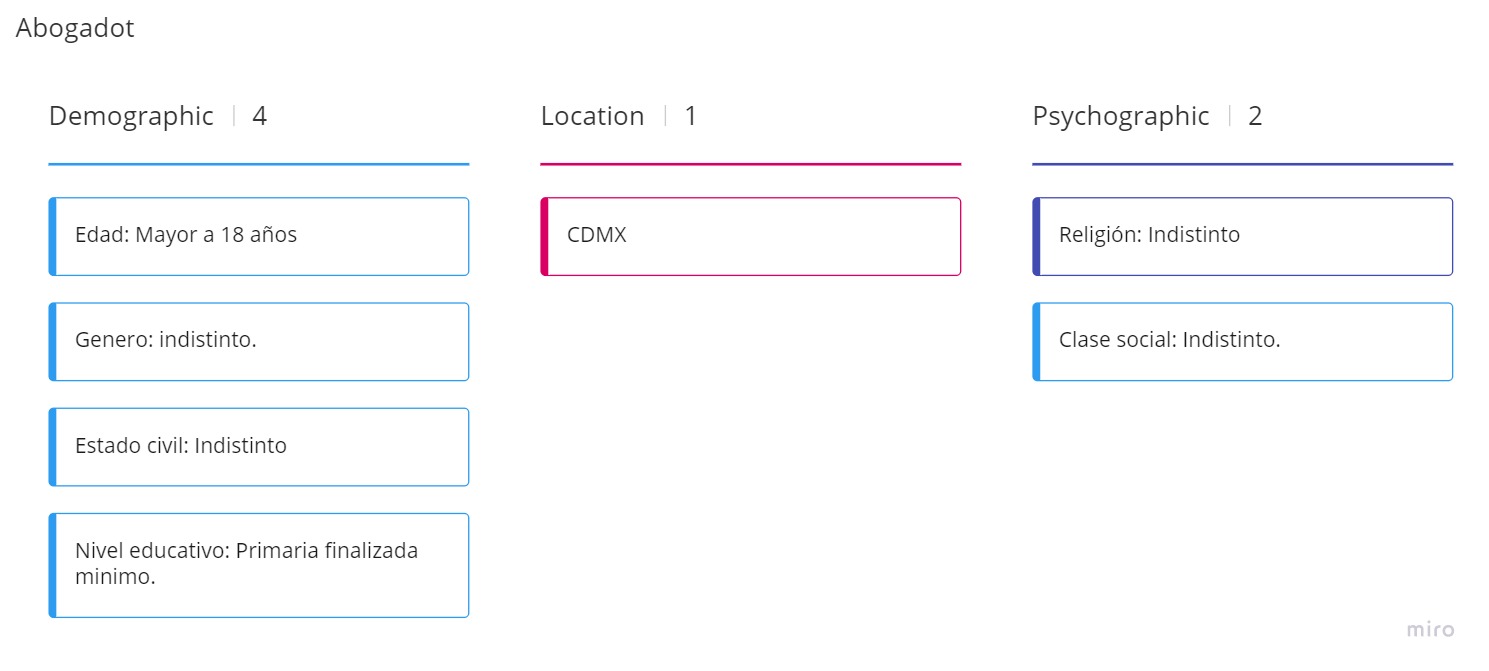 Abogadot
Demographic | 4
Edad: Mayor a 18 años
Genero: indistinto.
Estado civil: Indistinto
Nivel educativo: Primaria finalizada
minimo.
Location | 1
CDMX
Psychographic | 2
Religión: Indistinto
Clase social: Indistinto.
miro